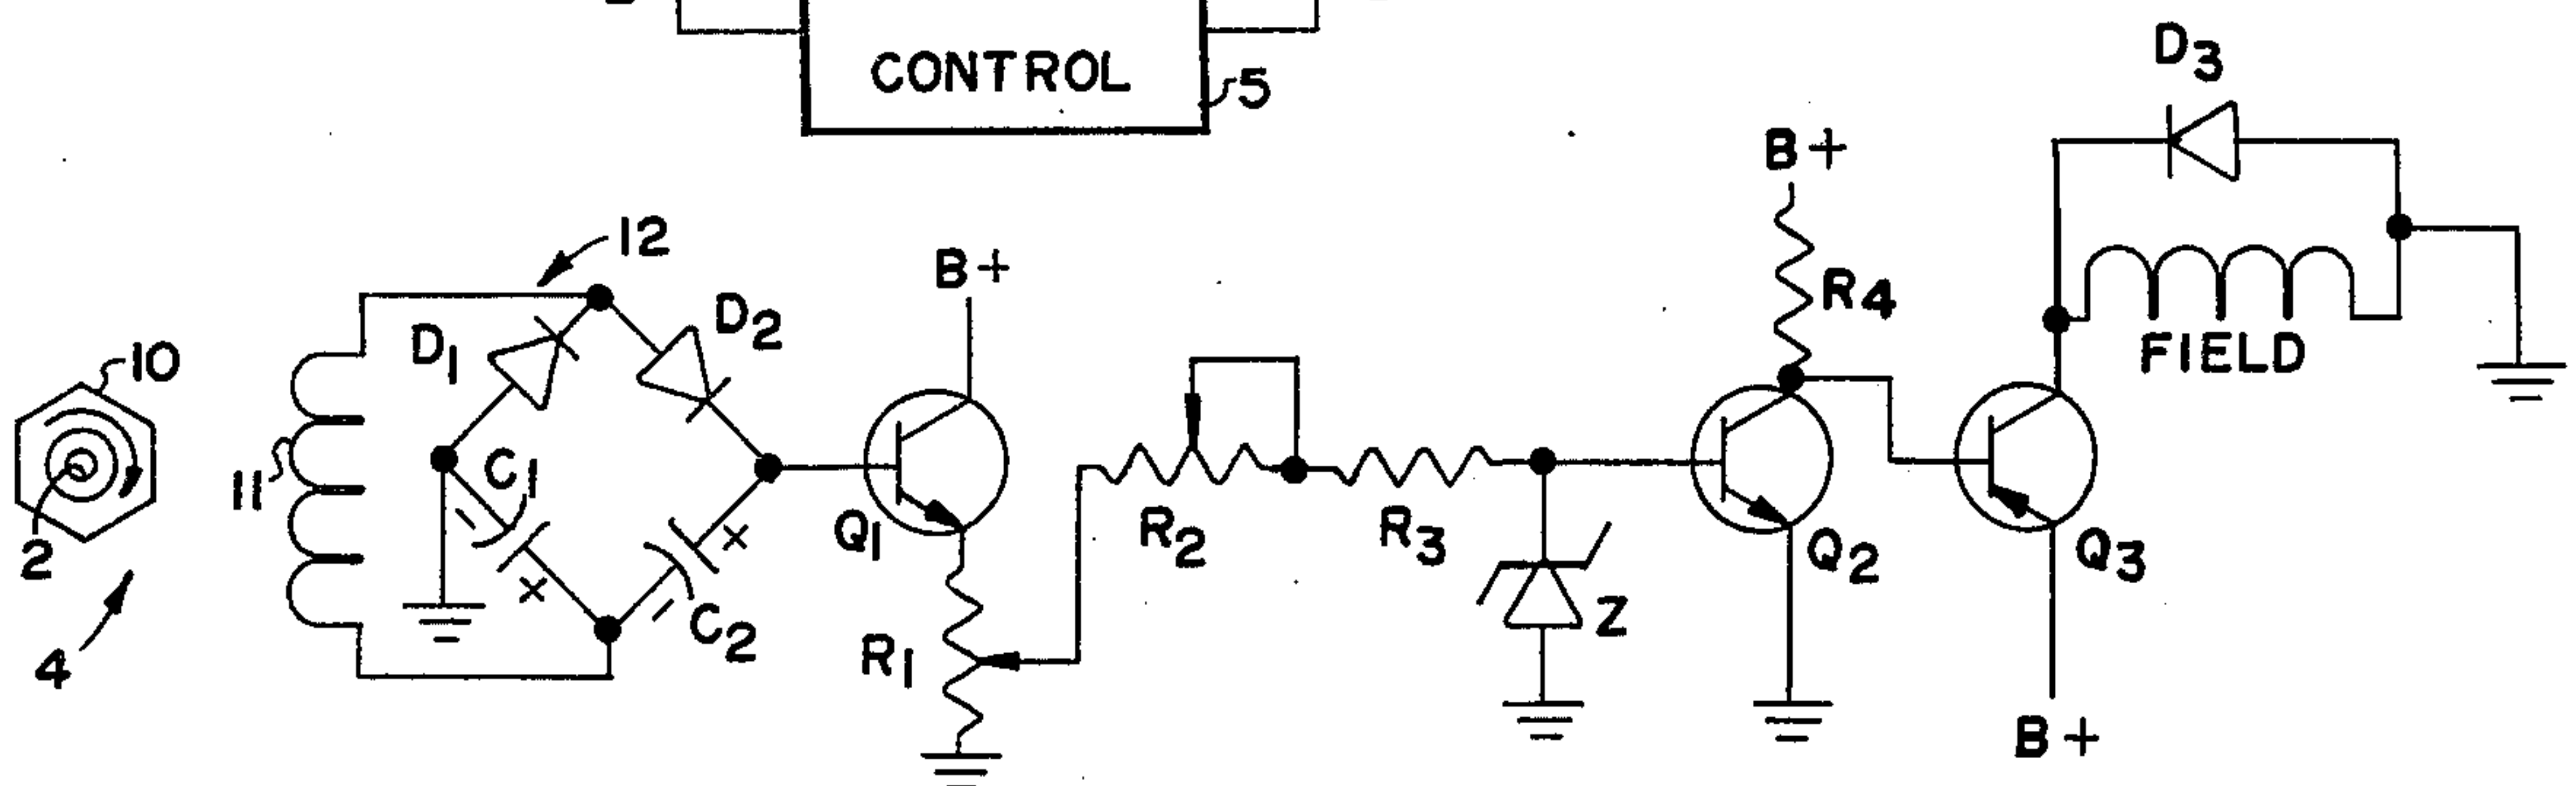 CONTROL
5
D3
B+
12
B+
R4
D1
D2
10
FIELD
11
C1
-
+
+
-
2
Q1
R2
R3
Q2
Q3
4
C2
R1
Z
B+